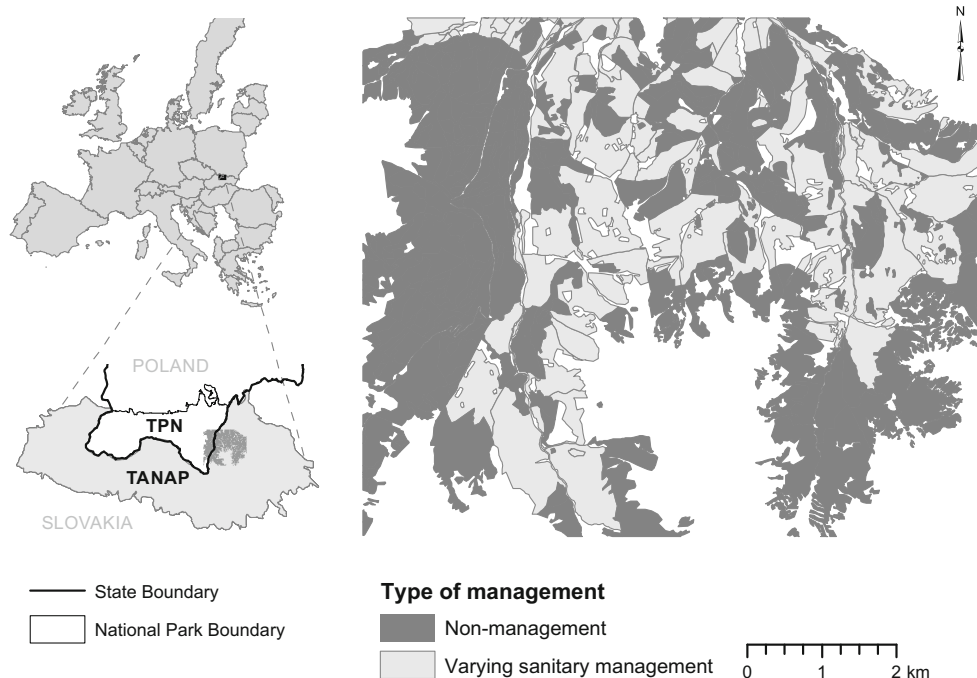 N
POLAND
TPN
TANAP
SLOVAKIA
State Boundary
National Park Boundary
Type of management
Non-management
Varying sanitary management
0 1 2 km